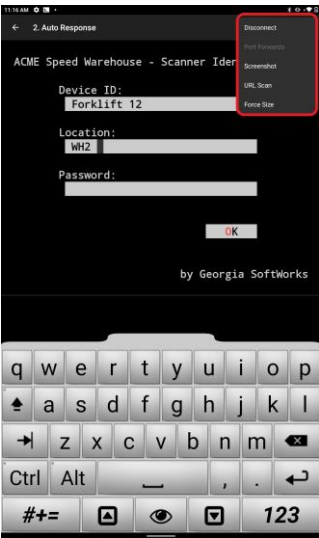 11:16 AM
2. Auto Response
Disconnect
Port Forwards
Screenshot
URL Scan
Force Size
ACME Speed Warehouse - Scanner Iden
Device ID:
Forklift 12
Location:
WH2
Password:
OK
by Georgia SoftWorks
q w e r t y u i o p
a s d f g h j k l
z x c v b n m
Ctrl Alt , .
#+= 123